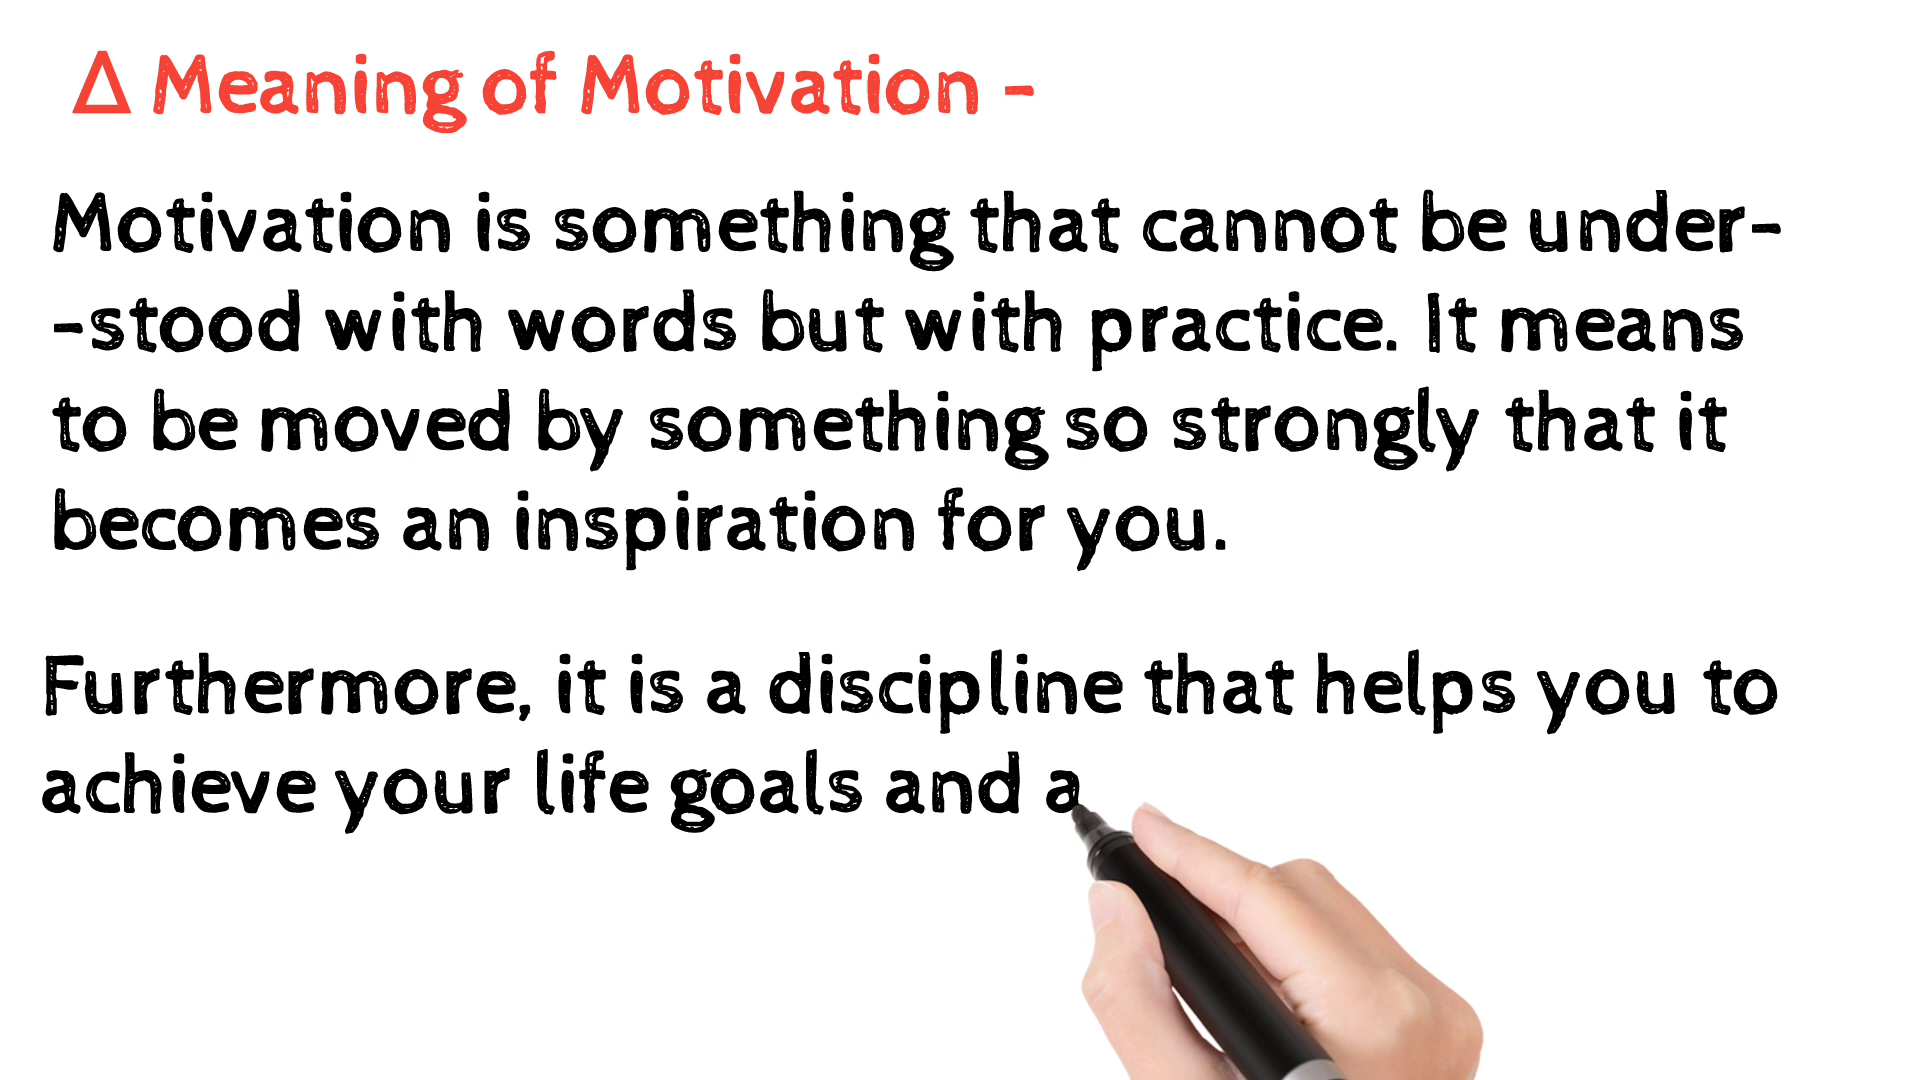 Δ Meaning of Motivation -
Motivation is something that cannot be under-
-stood with words but with practice. It means
to be moved by something so strongly that it
becomes an inspiration for you.
Furthermore, it is a discipline that helps you to
achieve your life goals and a